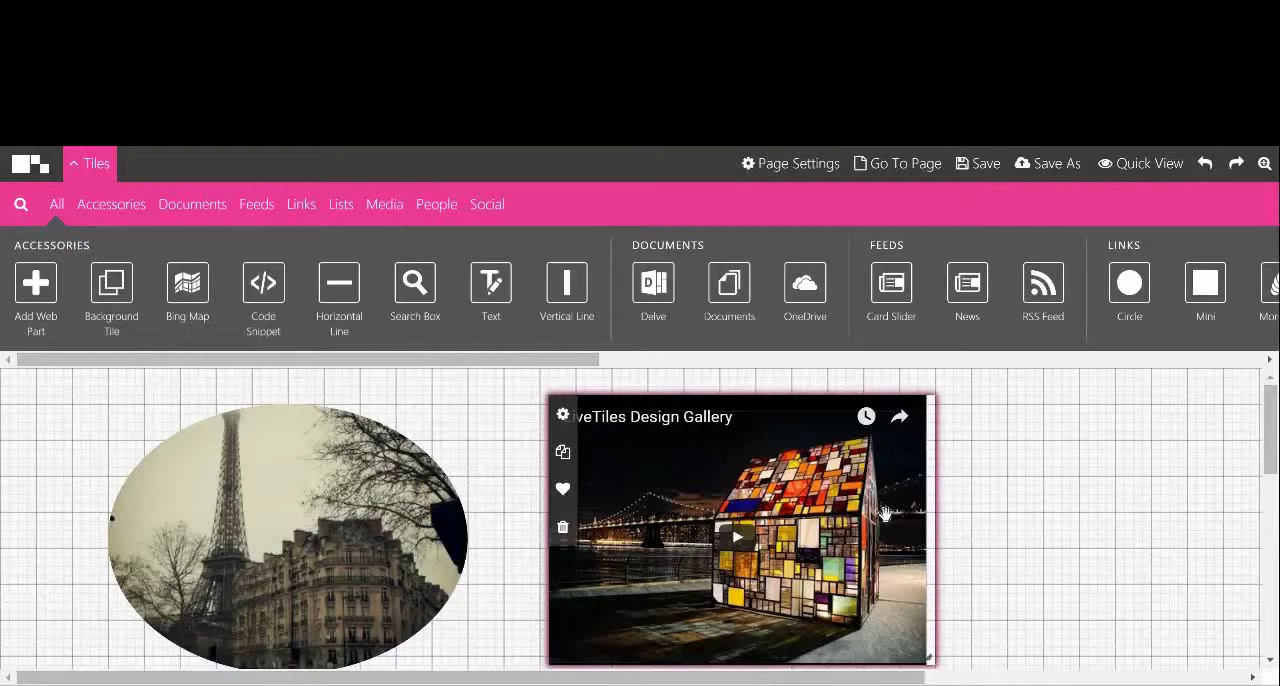 Tiles
Page Settings
Go To Page
Save
Save As
Quick View
All
Accessories
Documents
Feeds
Links
Lists
Media
People
Social
ACCESSORIES
DOCUMENTS
FEEDS
LINKS
Add Web
Part
Background
Tile
Bing Map
Code
Snippet
Horizontal
Line
Search Box
Text
Vertical Line
Delve
Documents
OneDrive
Card Slider
News
RSS Feed
Circle
Mini
Design Gallery